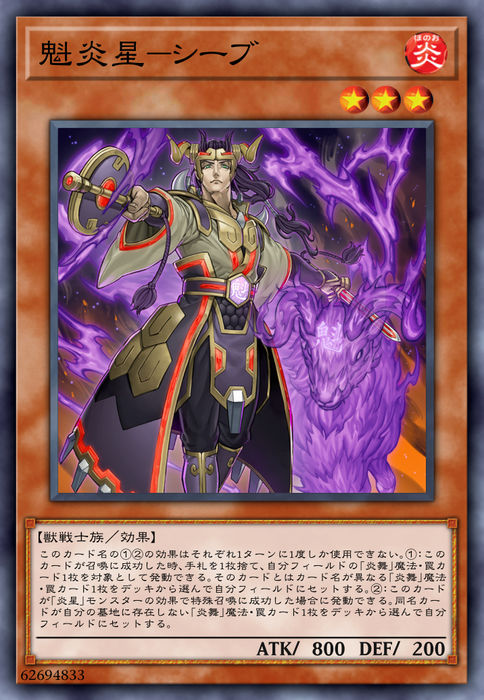 魁炎星－シーブ
ほのお
炎
魁
魁
【獣戦士族／効果】
このカード名の①②の効果はそれぞれ1ターンに1度しか使用できない。①:この
カードが召喚に成功した時、手札を1枚捨て、自分フィールドの「炎舞」魔法・罠カ
ード1枚を対象として発動できる。そのカードとはカード名が異なる「炎舞」魔法
・罠カード1枚をデッキから選んで自分フィールドにセットする。②:このカード
が「炎星」モンスターの効果で特殊召喚に成功した場合に発動できる。同名カー
ドが自分の墓地に存在しない「炎舞」魔法・罠カード1枚をデッキから選んで自分
フィールドにセットする。
ATK/ 800 DEF/ 200
62694833